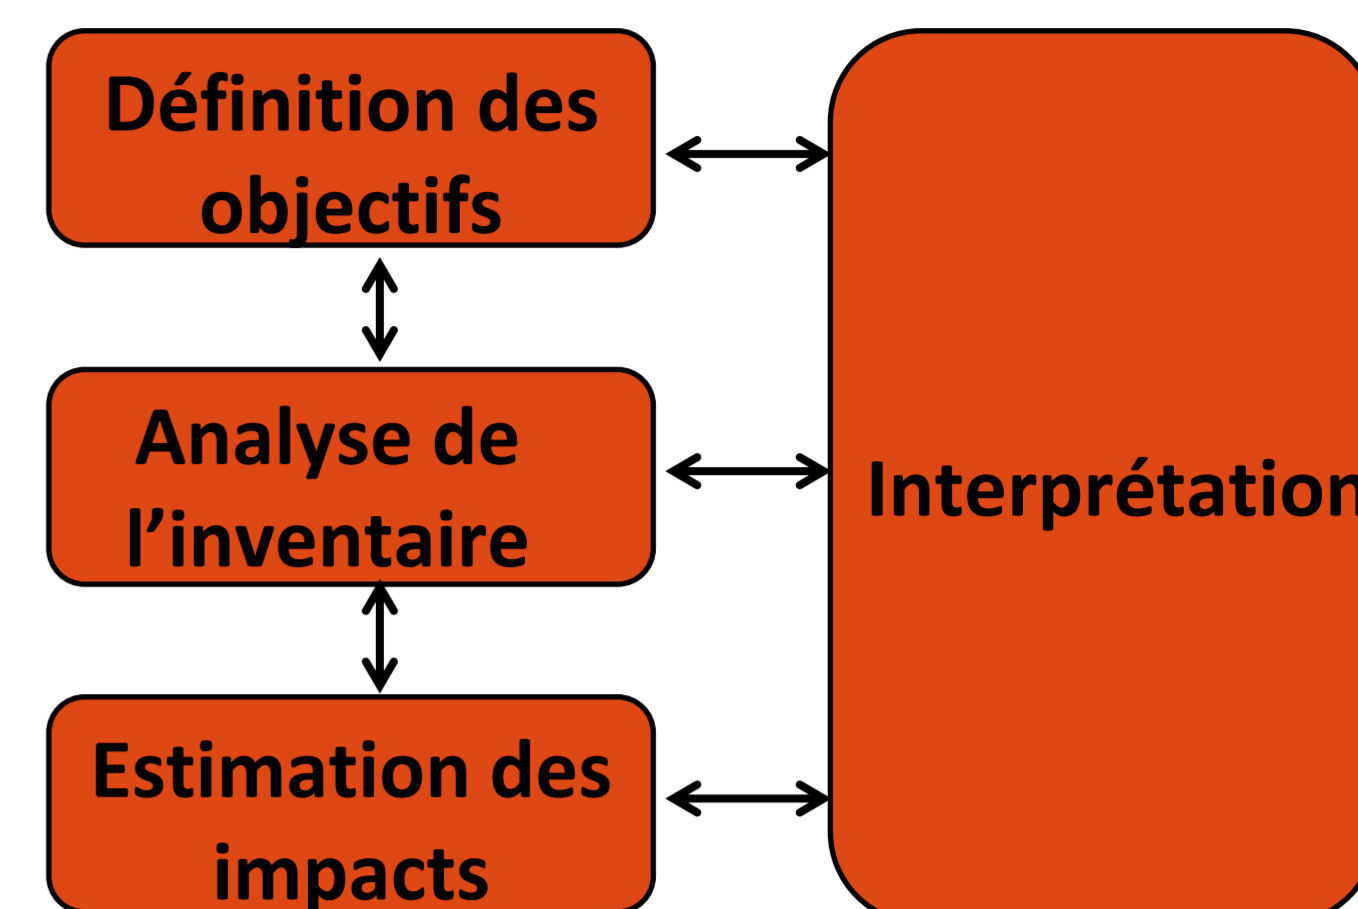 Définition des
objectifs
Analyse de
l’inventaire
Estimation des
impacts
Interprétation